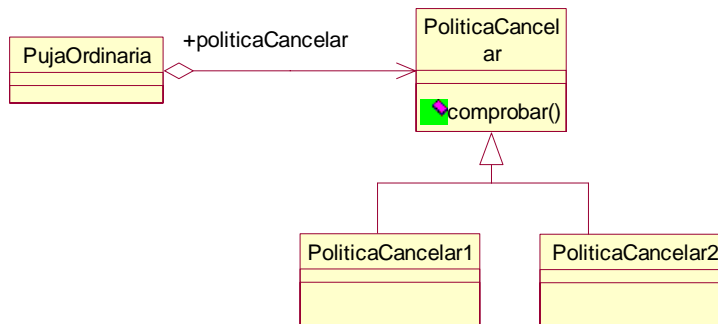 +politicaCancelar
PujaOrdinaria
PoliticaCancel
ar
comprobar()
PoliticaCancelar1
PoliticaCancelar2